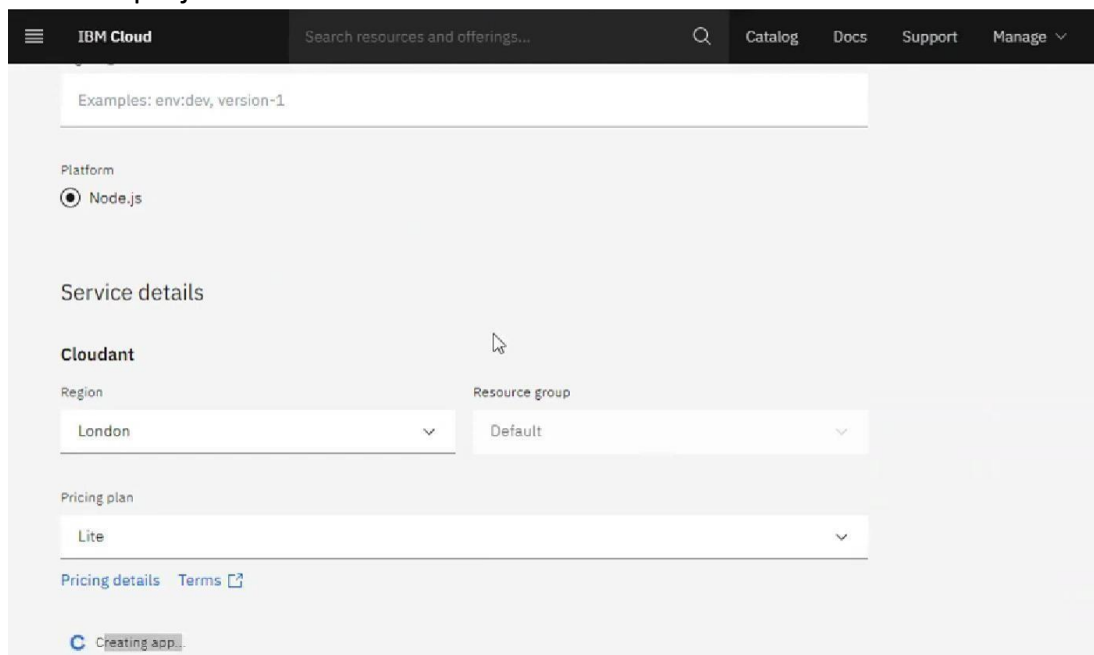 IBM Cloud Search resources and offerings... Catalog Docs Support Manage
Examples: env:dev, version-1
Platform
Node.js
Service details
Cloudant
Region Resource group
London Default
Pricing plan
Lite
Pricing details Terms
Creating app...